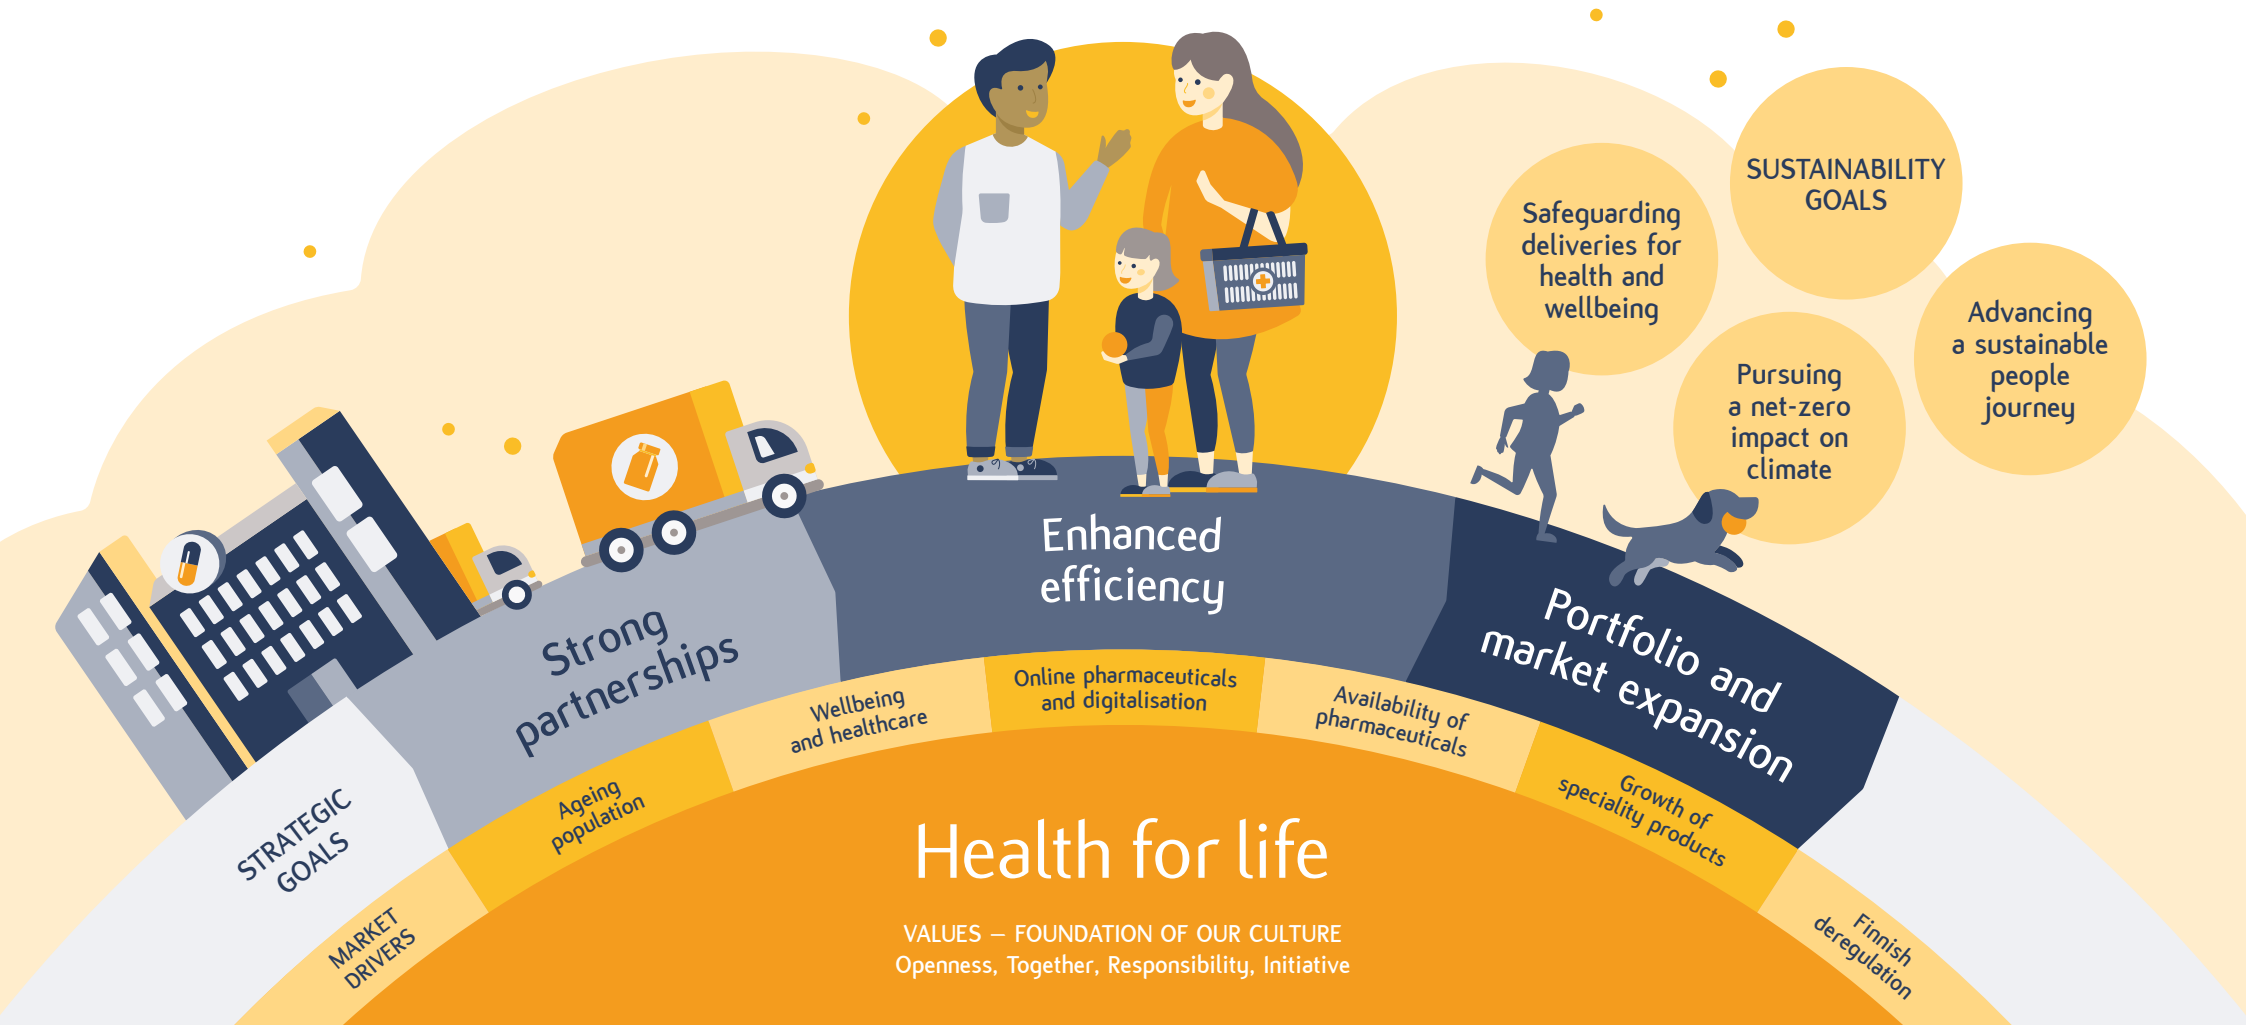 SUSTAINABILITY
GOALS
Safeguarding
deliveries for
health and
wellbeing
Pursuing
a net-zero
impact on
climate
Advancing
a sustainable
people
journey
STRATEGIC
GOALS
Strong
partnerships
Enhanced
efficiency
Portfolio and
market expansion
MARKET
DRIVERS
Ageing
population
Wellbeing
and healthcare
Online pharmaceuticals
and digitalisation
Availability of
pharmaceuticals
Growth of
speciality products
Finnish
deregulation
Health for life
VALUES – FOUNDATION OF OUR CULTURE
Openness, Together, Responsibility, Initiative